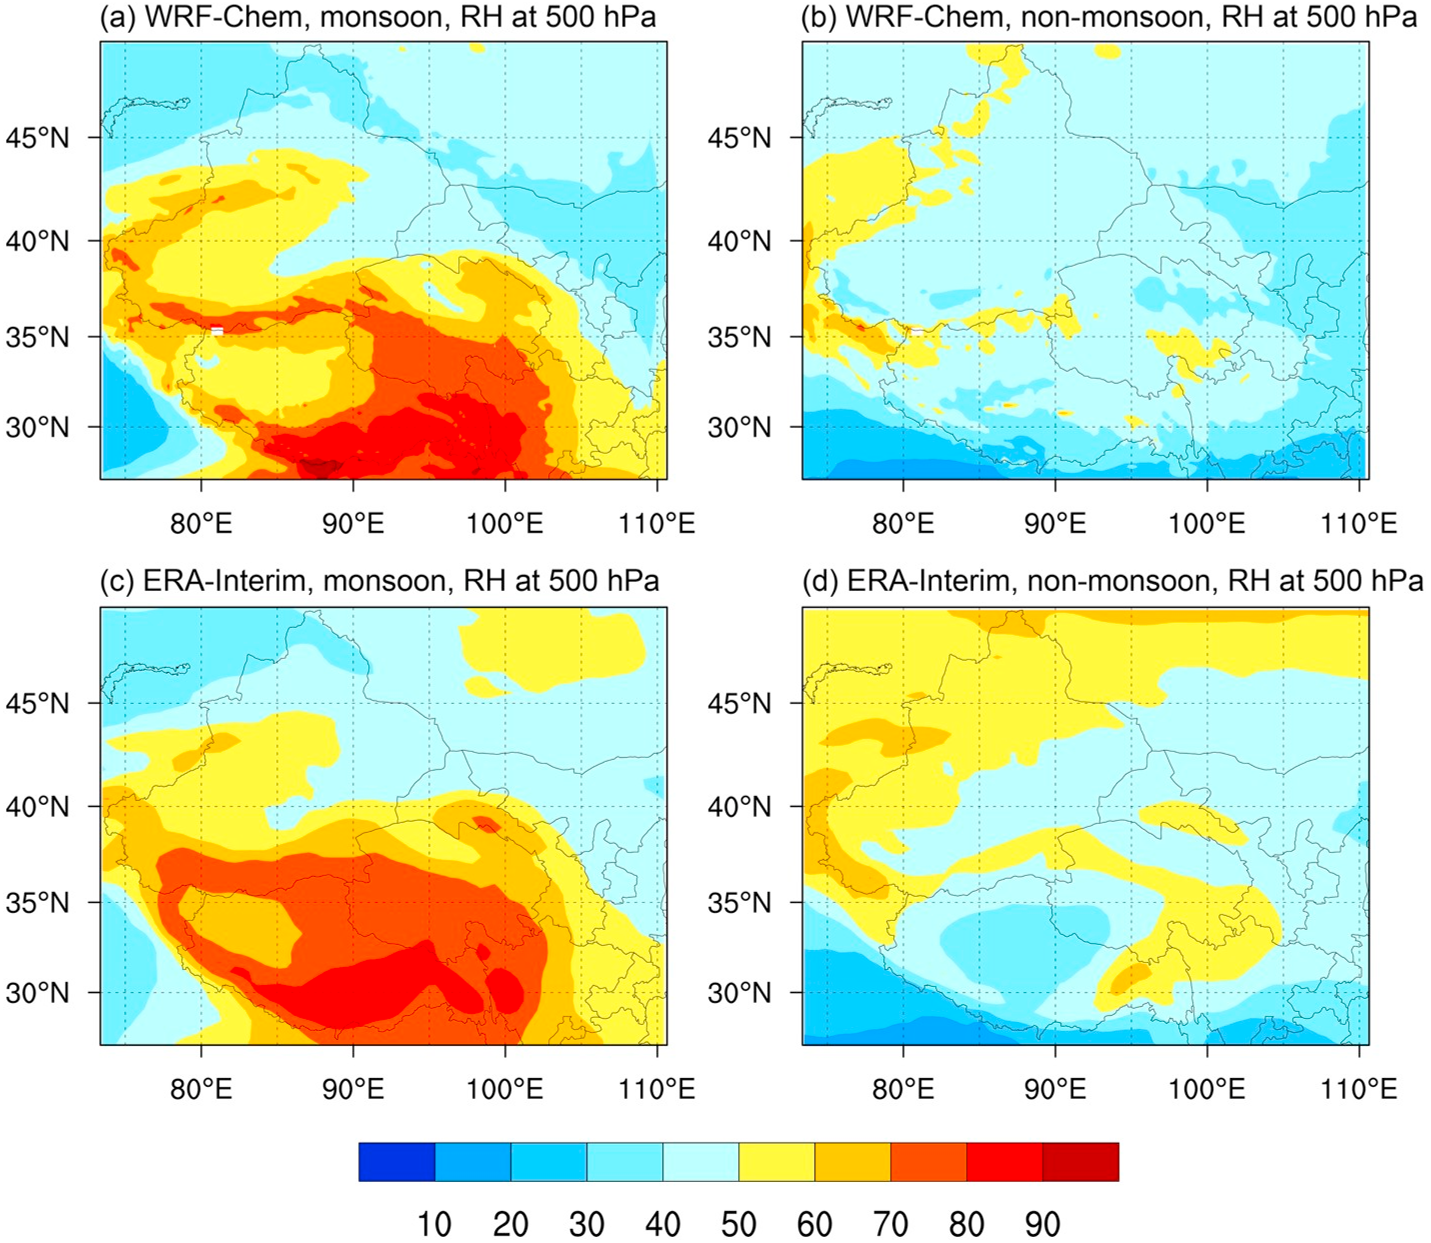 (a) WRF-Chem, monsoon, RH at 500 hPa
(b) WRF-Chem, non-monsoon, RH at 500 hPa
45°N
40°N
35°N
30°N
80°E 90°E 100°E 110°E
45°N
40°N
35°N
30°N
80°E 90°E 100°E 110°E
(c) ERA-Interim, monsoon, RH at 500 hPa
(d) ERA-Interim, non-monsoon, RH at 500 hPa
45°N
40°N
35°N
30°N
80°E 90°E 100°E 110°E
45°N
40°N
35°N
30°N
80°E 90°E 100°E 110°E
10 20 30 40 50 60 70 80 90